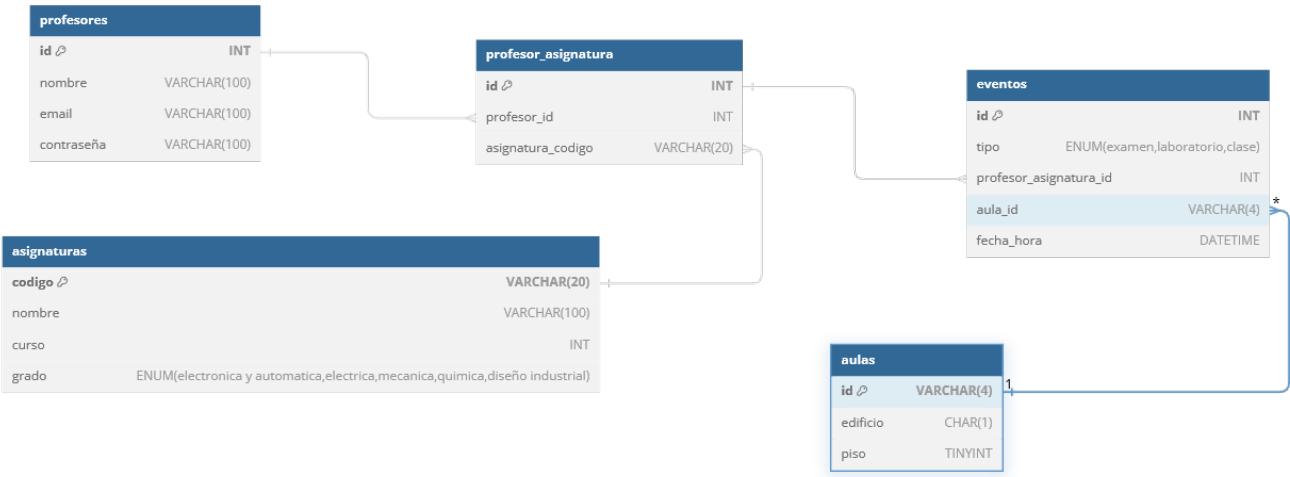 profesores
id INT
nombre VARCHAR(100)
email VARCHAR(100)
contraseña VARCHAR(100)
profesor_asignatura
id INT
profesor_id INT
asignatura_codigo VARCHAR(20)
eventos
id INT
tipo ENUM(examen,laboratorio,clase)
profesor_asignatura_id INT
aula_id VARCHAR(4)
*
fecha_hora DATETIME
asignaturas
codigo VARCHAR(20)
nombre VARCHAR(100)
curso INT
grado ENUM(electronica y automatica,electrica,mecanica,quimica,diseño industrial)
aulas
id VARCHAR(4)
1
edificio CHAR(1)
piso TINYINT